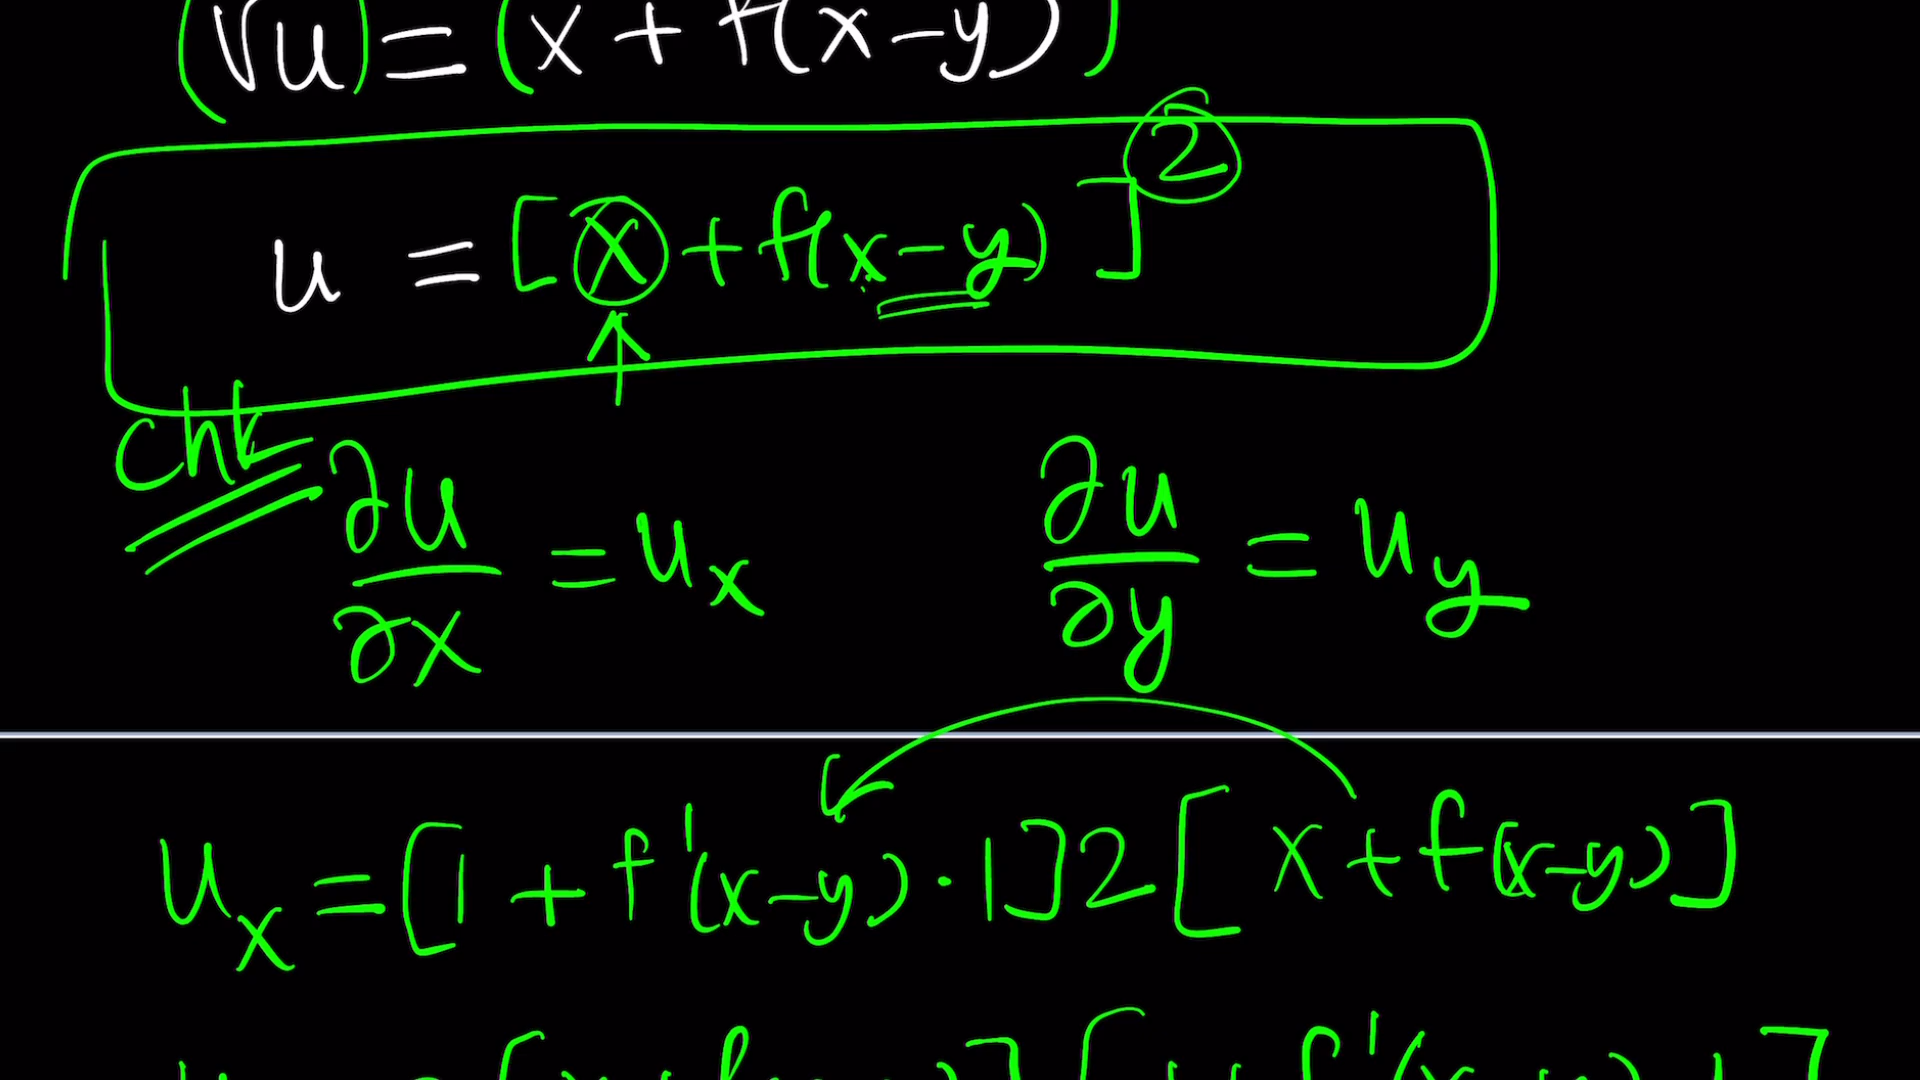 (√u) = (x + f(x-y))
u = [x + f(x-y)]²
chk
∂u/∂x = uₓ ∂u/∂y = u_y
uₓ = [1 + f'(x-y)·1]2[x + f(x-y)]